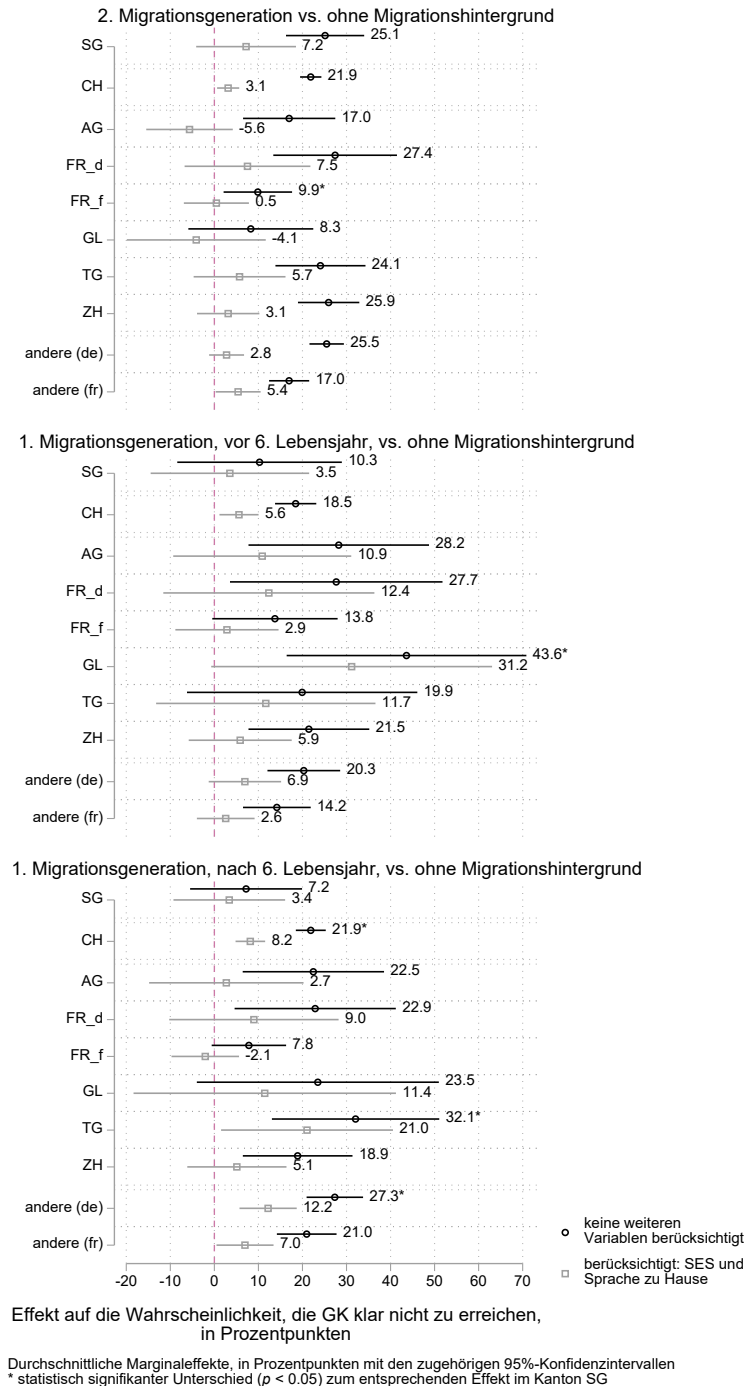 2. Migrationsgeneration vs. ohne Migrationshintergrund
SG 25.1
7.2
CH 21.9
3.1
AG 17.0
-5.6
FR_d 27.4
7.5
FR_f 9.9*
0.5
GL 8.3
-4.1
TG 24.1
5.7
ZH 25.9
3.1
andere (de) 25.5
2.8
andere (fr) 17.0
5.4
1. Migrationsgeneration, vor 6. Lebensjahr, vs. ohne Migrationshintergrund
SG 10.3
3.5
CH 18.5
5.6
AG 28.2
10.9
FR_d 27.7
12.4
FR_f 13.8
2.9
GL 43.6*
31.2
TG 19.9
11.7
ZH 21.5
5.9
andere (de) 20.3
6.9
andere (fr) 14.2
2.6
1. Migrationsgeneration, nach 6. Lebensjahr, vs. ohne Migrationshintergrund
SG 7.2
3.4
CH 21.9*
8.2
AG 22.5
2.7
FR_d 22.9
9.0
FR_f 7.8
-2.1
GL 23.5
11.4
TG 32.1*
21.0
ZH 18.9
5.1
andere (de) 27.3*
12.2
andere (fr) 21.0
7.0
-20 -10 0 10 20 30 40 50 60 70
keine weiteren
Variablen berücksichtigt
berücksichtigt: SES und
Sprache zu Hause
Effekt auf die Wahrscheinlichkeit, die GK klar nicht zu erreichen,
in Prozentpunkten
Durchschnittliche Marginaleffekte, in Prozentpunkten mit den zugehörigen 95%-Konfidenzintervallen
* statistisch signifikanter Unterschied (p < 0.05) zum entsprechenden Effekt im Kanton SG